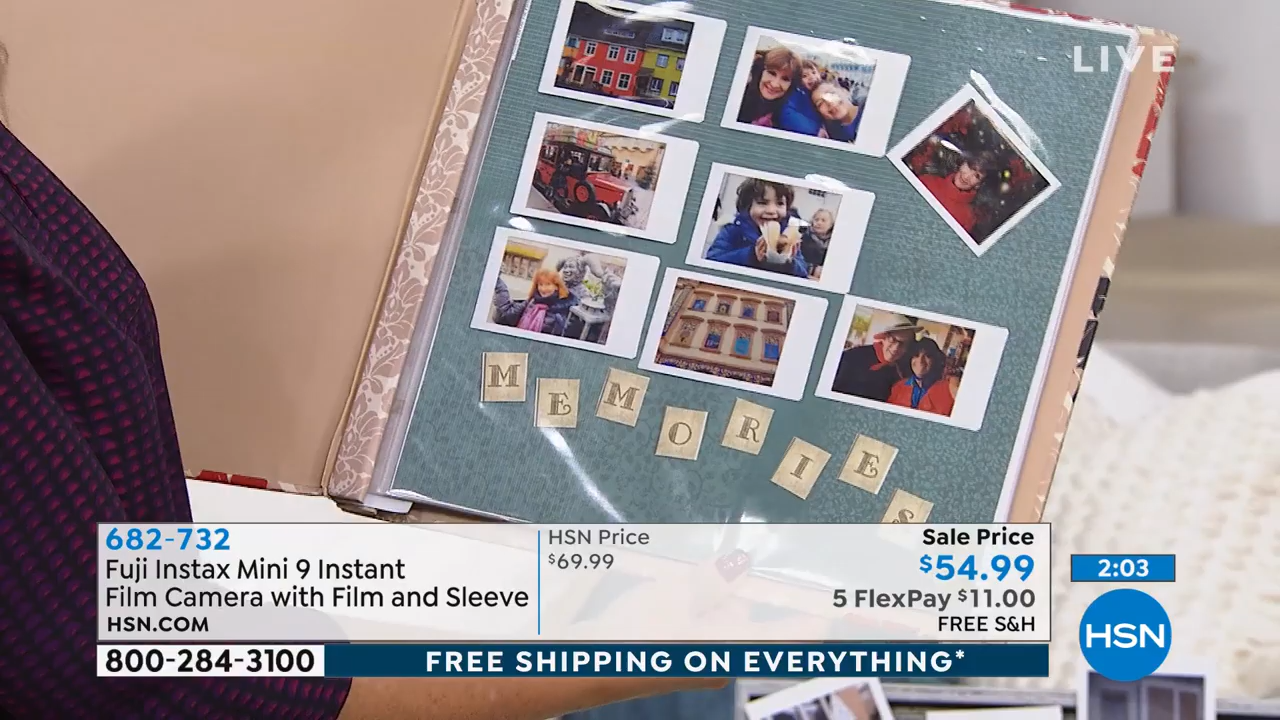 LIVE
MEMORIES
682-732
Fuji Instax Mini 9 Instant
Film Camera with Film and Sleeve
HSN.COM
HSN Price
$69.99
Sale Price
$54.99
5 FlexPay $11.00
FREE S&H
2:03
HSN
800-284-3100
FREE SHIPPING ON EVERYTHING*